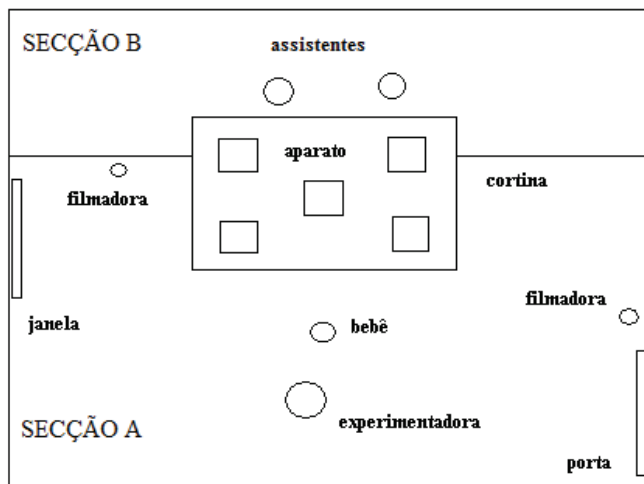 SECÇÃO B
assistentes
aparato
cortina
filmadora
janela
bebê
filmadora
experimentadora
SECÇÃO A
porta